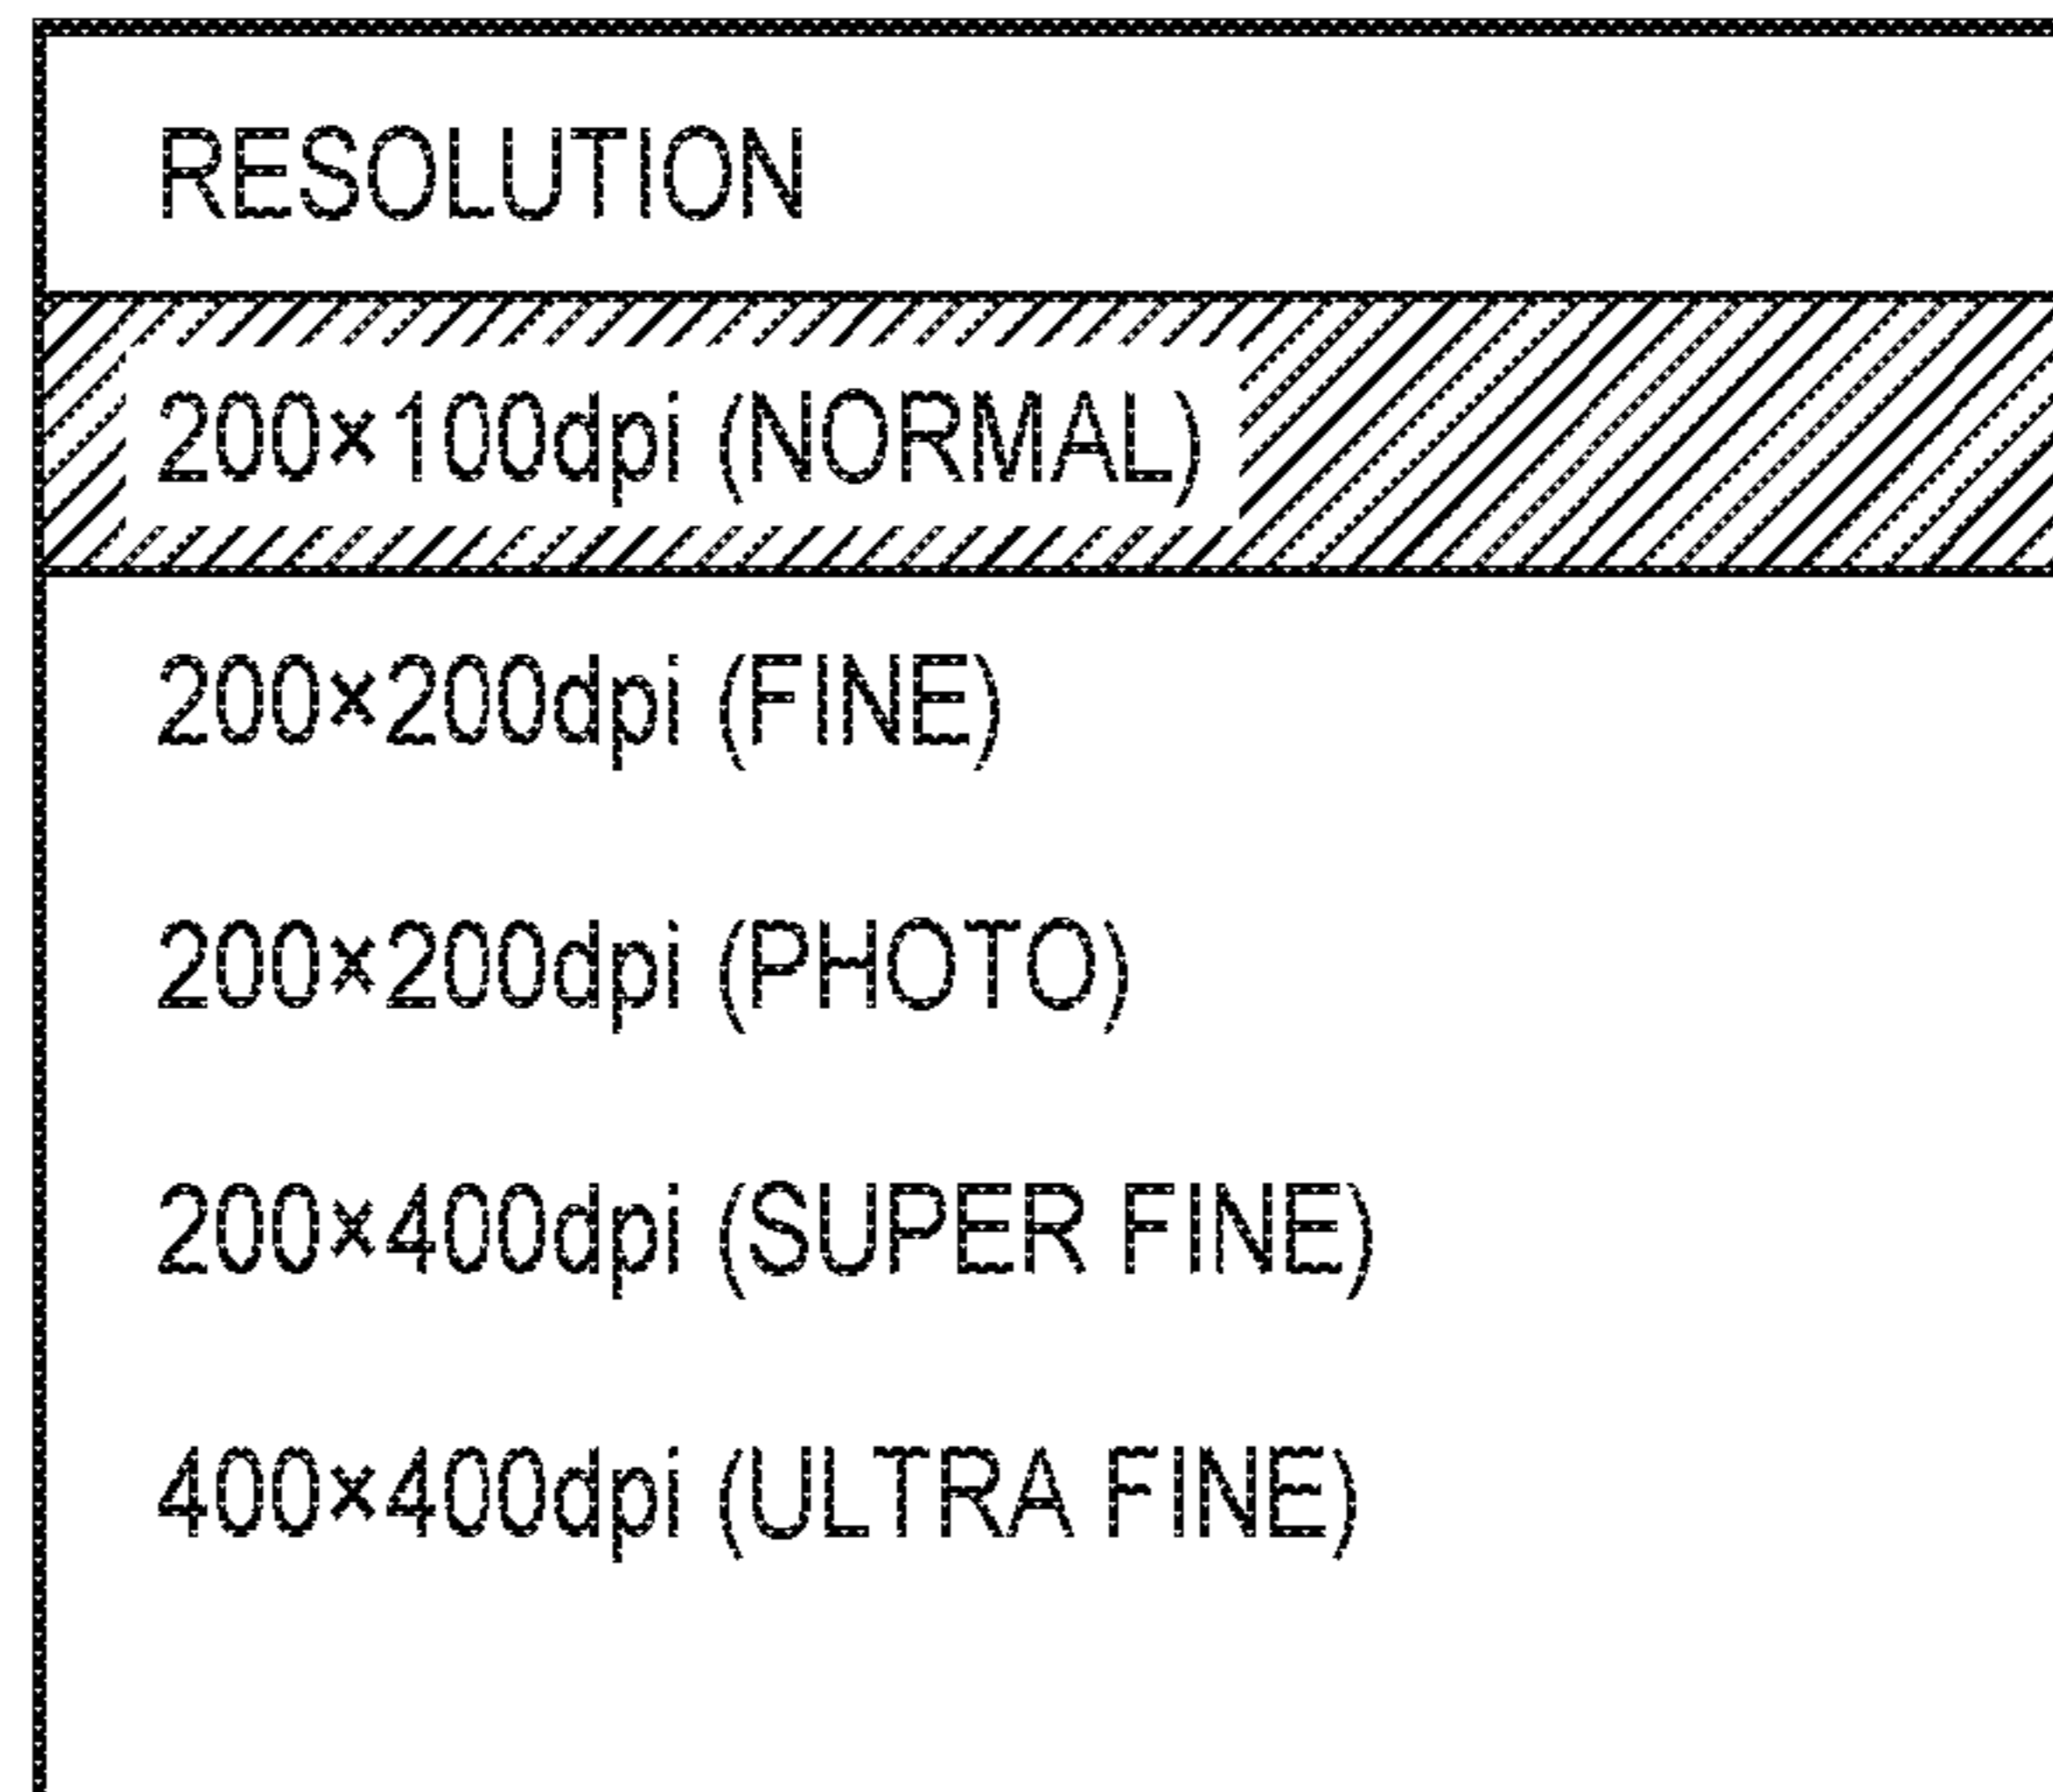 RESOLUTION
200×100dpi (NORMAL)
200×200dpi (FINE)
200×200dpi (PHOTO)
200×400dpi (SUPER FINE)
400×400dpi (ULTRA FINE)